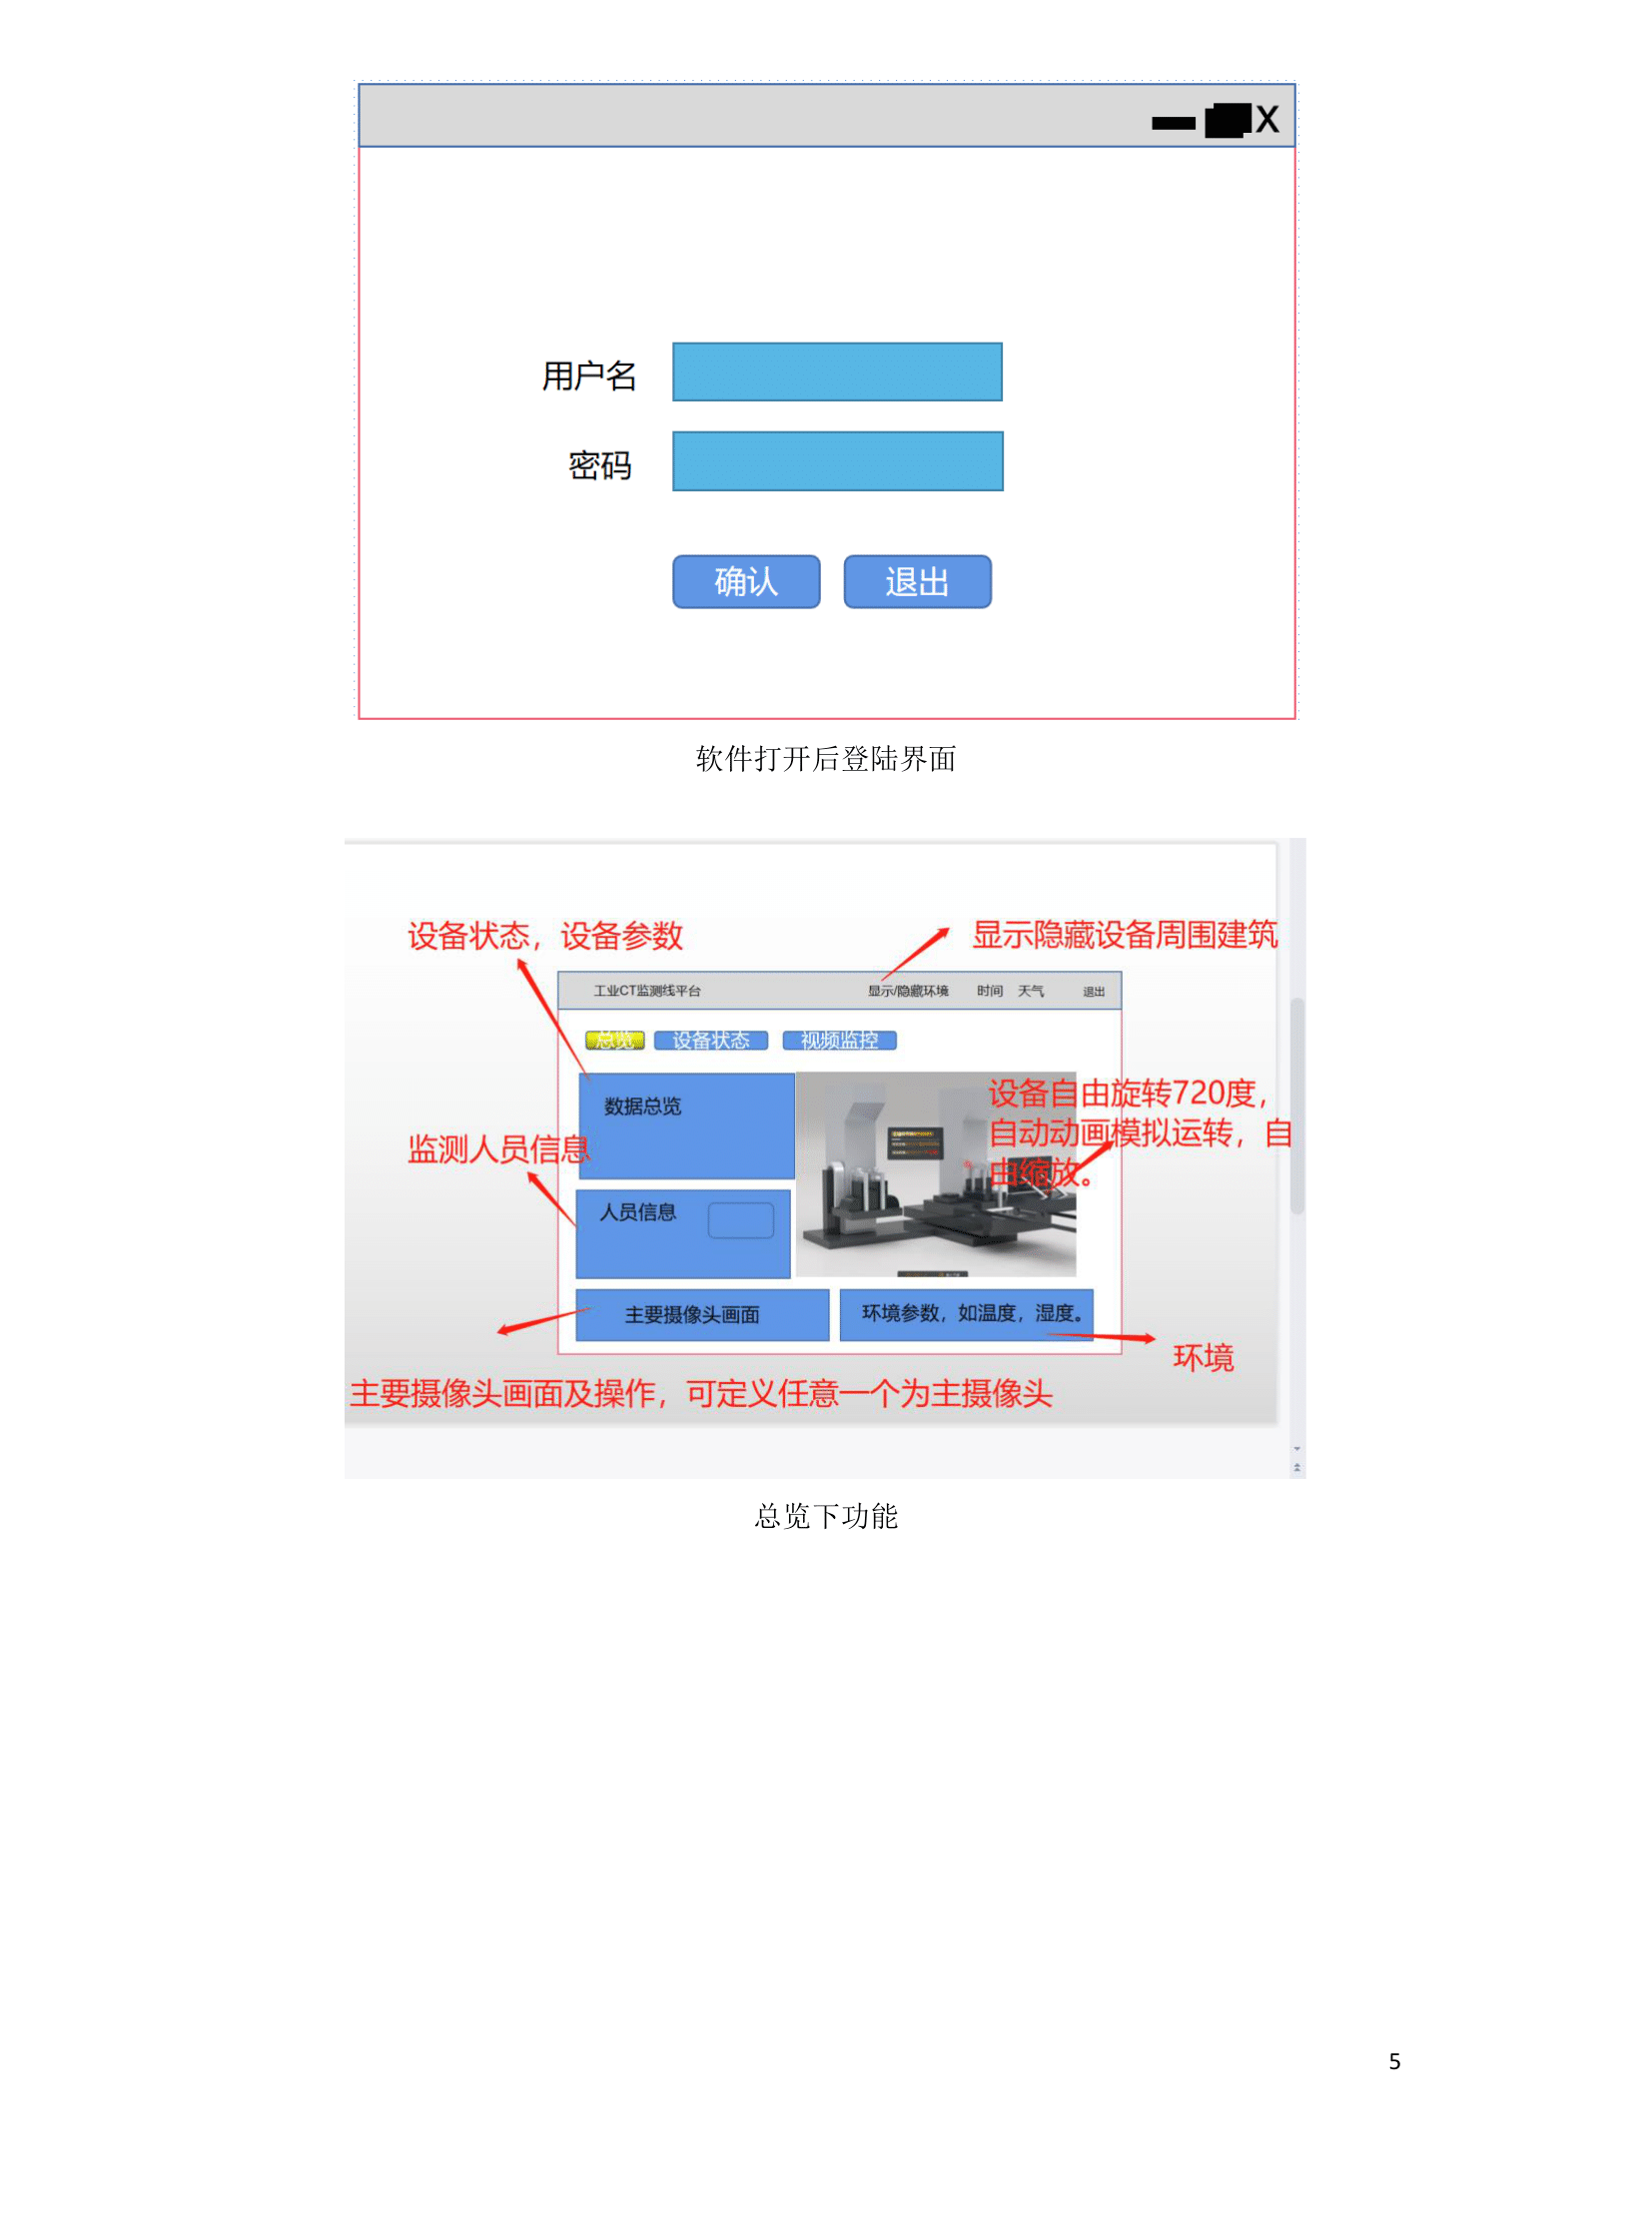 X
用户名
密码
确认 退出
软件打开后登陆界面
设备状态，设备参数
显示隐藏设备周围建筑
工业CT监测线平台 显示/隐藏环境 时间 天气 退出
总览 设备状态 视频监控
数据总览
设备自由旋转720度，
自动动画模拟运转，自
由缩放。
监测人员信息
人员信息
主要摄像头画面
环境参数，如温度，湿度。
环境
主要摄像头画面及操作，可定义任意一个为主摄像头
总览下功能
5